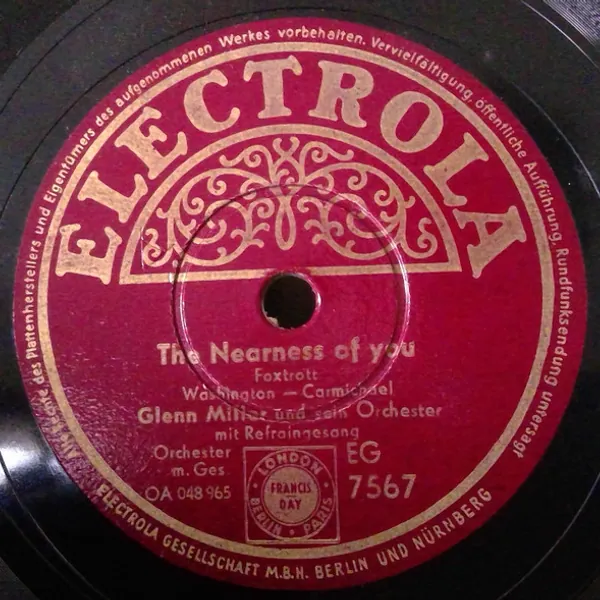 Alle Rechte des Plattenherstellers und Eigentümers des aufgenommenen Werkes vorbehalten. Vervielfältigung, öffentliche Aufführung, Rundfunksendung untersagt
ELECTROLA
The Nearness of you
Foxtrott
Washington — Carmichael
Glenn Miller und sein Orchester
mit Refraingesang
Orchester
m. Ges
EG
OA 048 965
7567
LONDON
FRANCIS
DAY
BERLIN • PARIS
ELECTROLA GESELLSCHAFT M.B.H. BERLIN UND NÜRNBERG